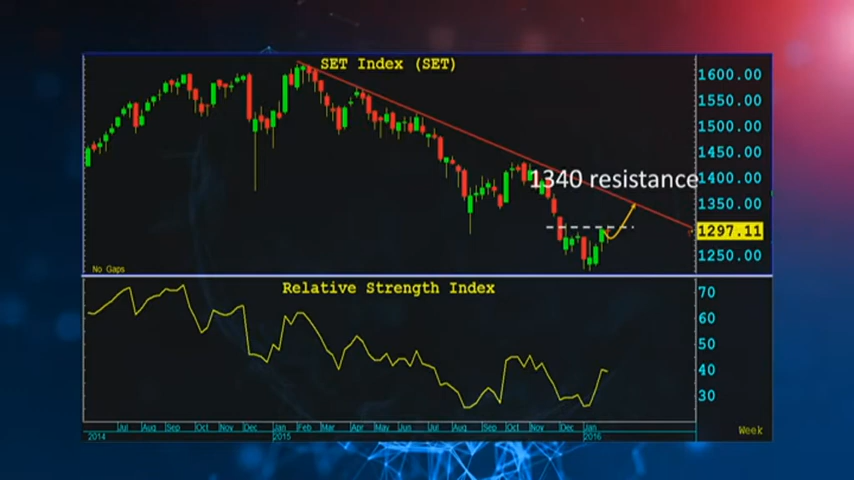 SET Index (SET)
1600.00
1550.00
1500.00
1450.00
1400.00
1340 resistance
1350.00
1297.11
1250.00
No Gaps
Relative Strength Index
70
60
50
40
30
Jul Aug Sep Oct Nov Dec Jan Feb Mar Apr May Jun Jul Aug Sep Oct Nov Dec Jan
2014 2015 2016
Week